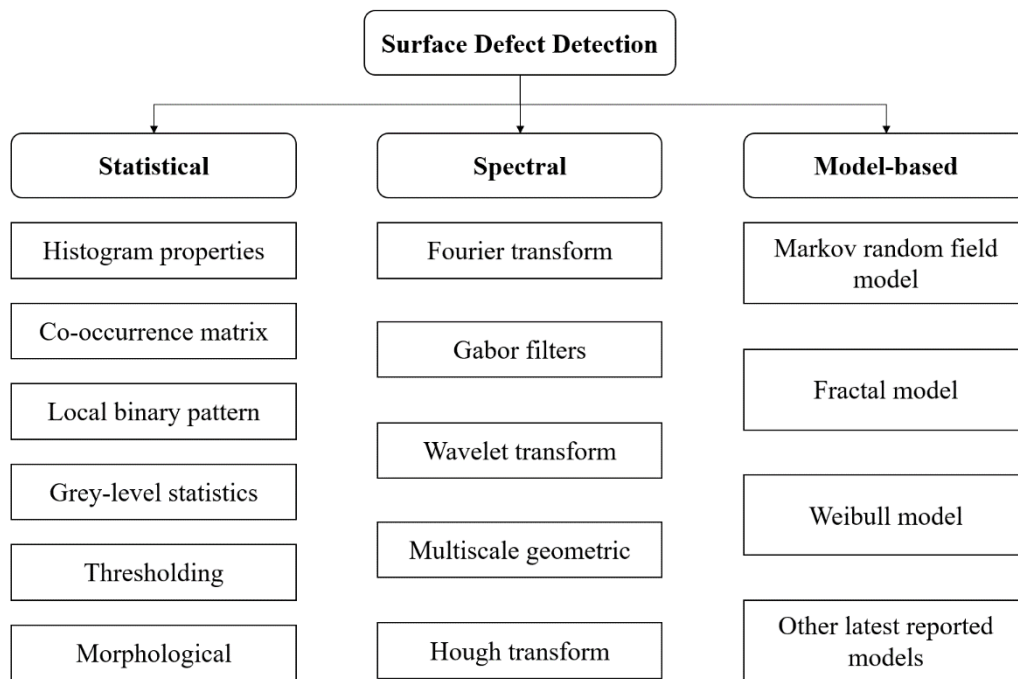 Surface Defect Detection
Statistical
Histogram properties
Co-occurrence matrix
Local binary pattern
Grey-level statistics
Thresholding
Morphological
Spectral
Fourier transform
Gabor filters
Wavelet transform
Multiscale geometric
Hough transform
Model-based
Markov random field
model
Fractal model
Weibull model
Other latest reported
models